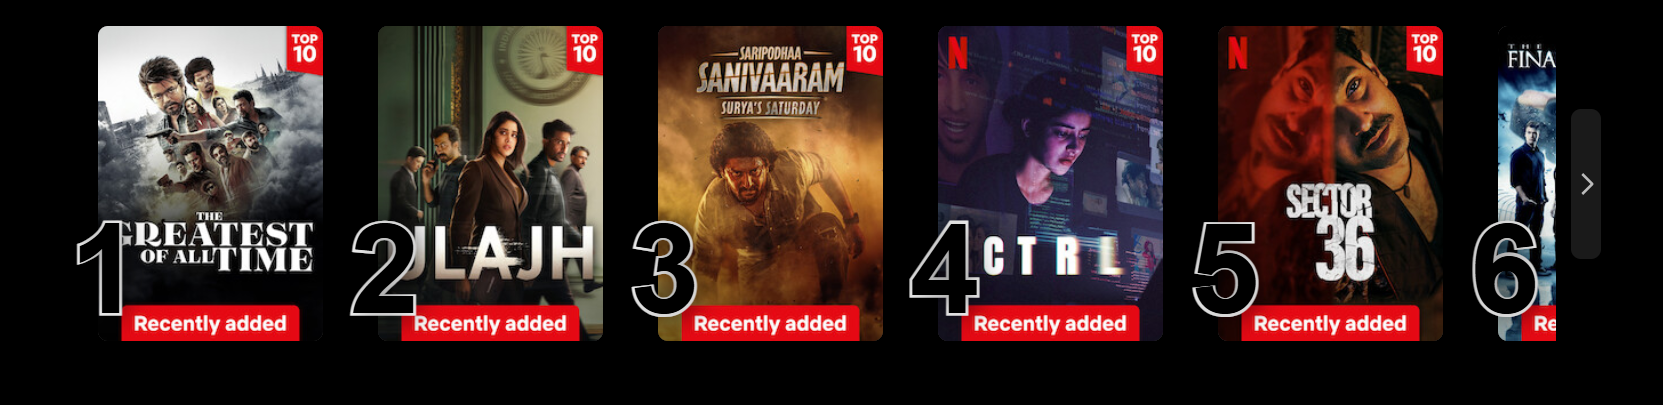 TOP
10
THE
GREATEST
OF ALL TIME
1
Recently added
TOP
10
ULAJH
2
Recently added
TOP
10
SARIPODHAA
SANIVAARAM
SURYA'S SATURDAY
3
Recently added
N
TOP
10
CTRL
4
Recently added
N
TOP
10
SECTOR
36
5
Recently added
THE
FINA
6
Re